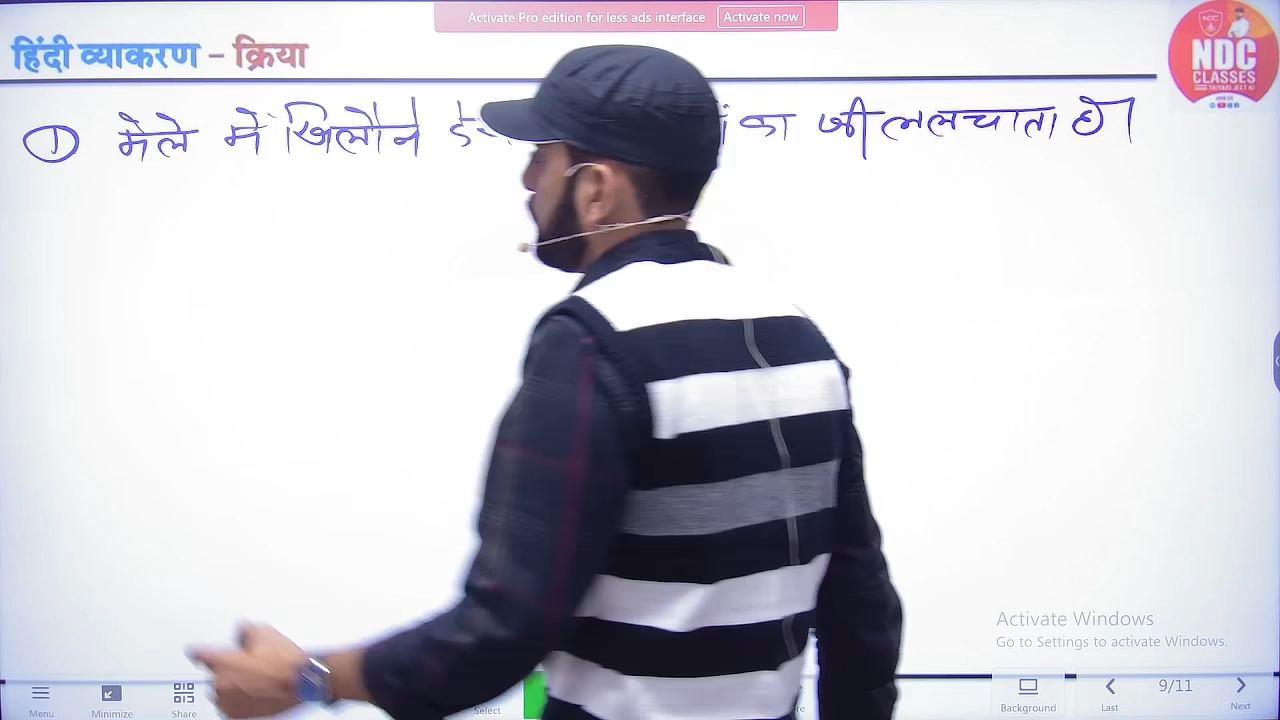 Activate Pro edition for less ads interface Activate now
हिंदी व्याकरण – क्रिया
NDC
CLASSES
① मेले में खिलौने का जी ललचाता है।
Activate Windows
Go to Settings to activate Windows.
Menu Minimize Share Select Background Last 9/11 Next